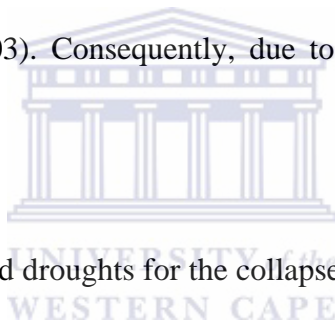 03). Consequently, due to
d droughts for the collapse
UNIVERSITY of the
WESTERN CAPE